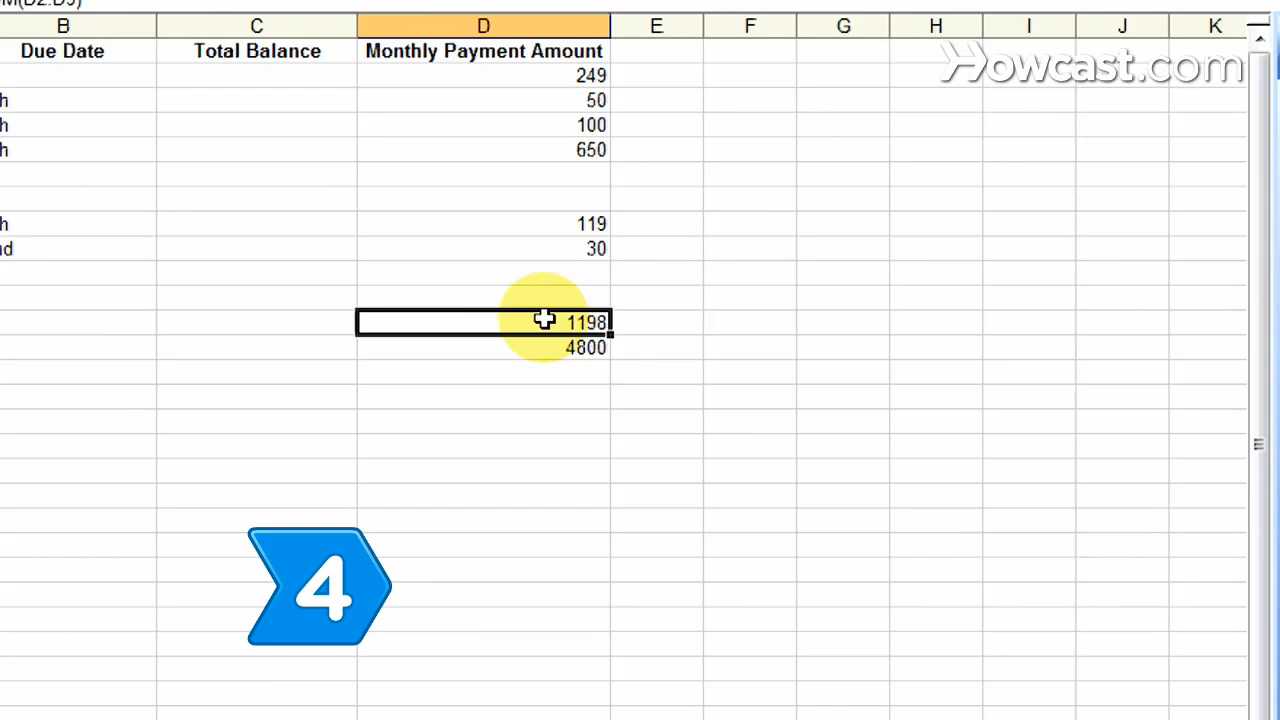 B C D E F G H I J K
Due Date Total Balance Monthly Payment Amount
Howcast.com
249
h 50
h 100
h 650
h 119
30
1198
4800
4